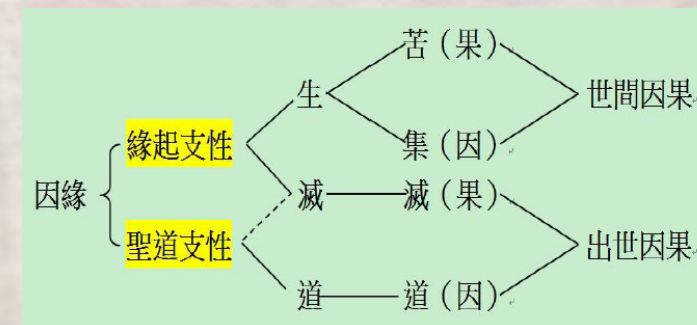 苦（果）
生
世間因果
緣起支性
集（因）
因緣
滅
滅（果）
聖道支性
出世因果
道
道（因）